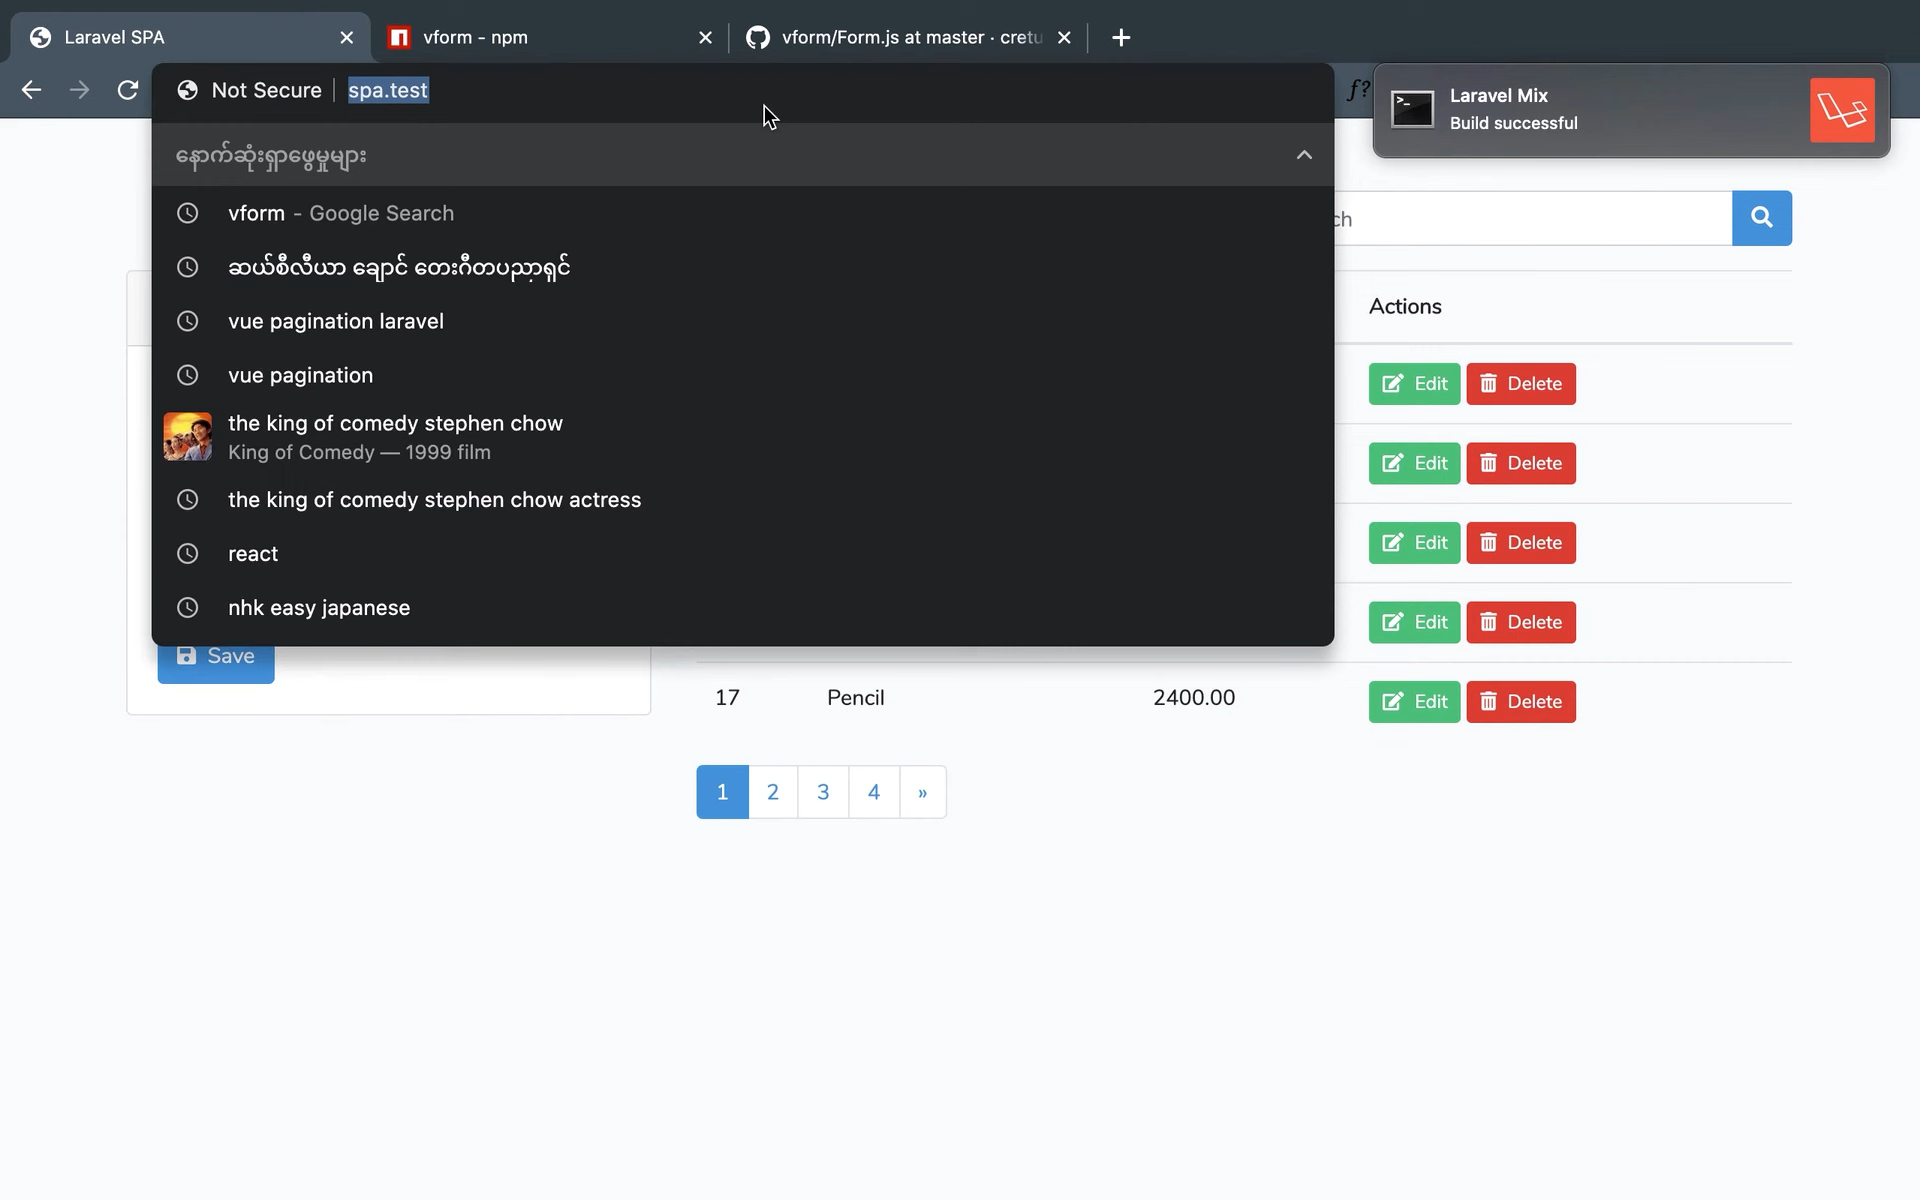 Laravel SPA
vform - npm
vform/Form.js at master · cretu
Not Secure
spa.test
f?
Laravel Mix
Build successful
နောက်ဆုံးရှာဖွေမှုများ
vform - Google Search
ဆယ်စီလီယာ ချောင် တေးဂီတပညာရှင်
vue pagination laravel
vue pagination
the king of comedy stephen chow
King of Comedy — 1999 film
the king of comedy stephen chow actress
react
nhk easy japanese
ch
Actions
Edit Delete
Edit Delete
Edit Delete
Edit Delete
Save
17 Pencil 2400.00 Edit Delete
1 2 3 4 »